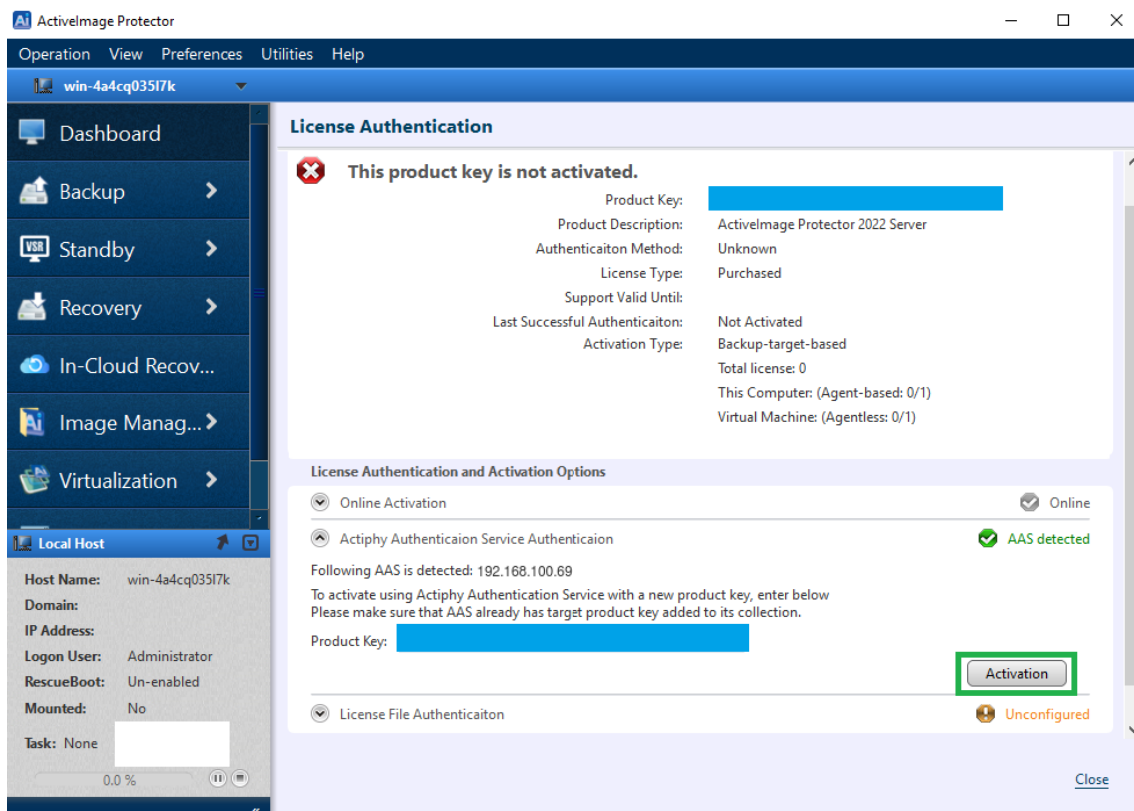 ActiveImage Protector
Operation View Preferences Utilities Help
win-4a4cq035l7k
Dashboard
Backup
Standby
Recovery
In-Cloud Recov...
Image Manag...
Virtualization
Local Host
Host Name: win-4a4cq035l7k
Domain:
IP Address:
Logon User: Administrator
RescueBoot: Un-enabled
Mounted: No
Task: None
0.0 %
License Authentication
This product key is not activated.
Product Key:
Product Description: ActiveImage Protector 2022 Server
Authenticaiton Method: Unknown
License Type: Purchased
Support Valid Until:
Last Successful Authenticaiton: Not Activated
Activation Type: Backup-target-based
Total license: 0
This Computer: (Agent-based: 0/1)
Virtual Machine: (Agentless: 0/1)
License Authentication and Activation Options
Online Activation Online
Actiphy Authenticaion Service Authenticaion AAS detected
Following AAS is detected: 192.168.100.69
To activate using Actiphy Authentication Service with a new product key, enter below
Please make sure that AAS already has target product key added to its collection.
Product Key:
Activation
License File Authenticaiton Unconfigured
Close